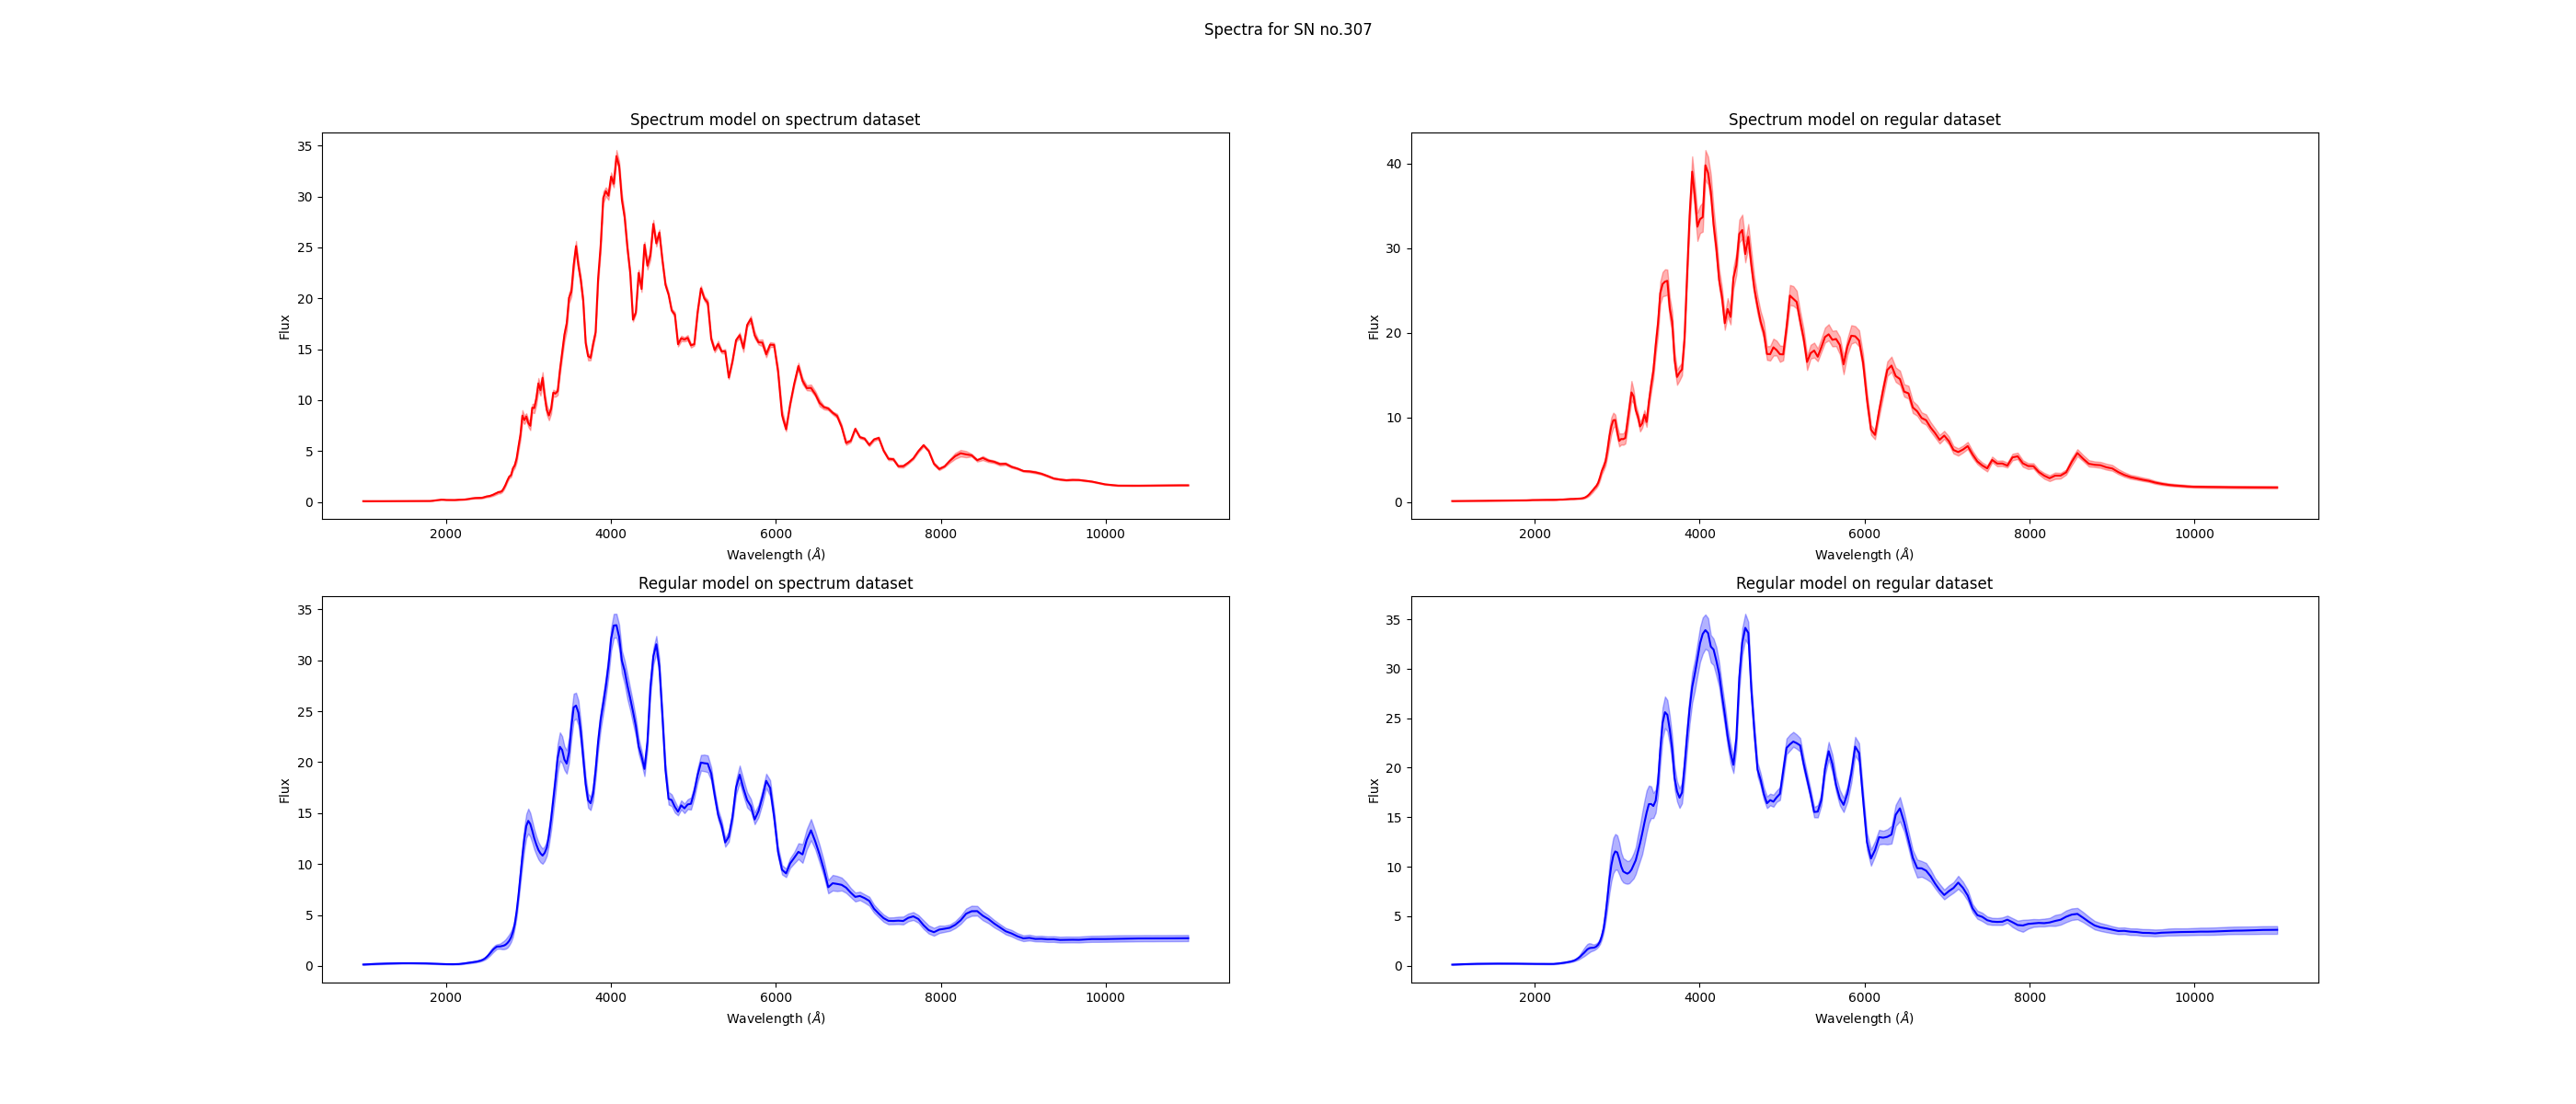 Spectra for SN no.307
Spectrum model on spectrum dataset
35
30
25
20
15
10
5
0
Flux
2000 4000 6000 8000 10000
Wavelength (Å)
Spectrum model on regular dataset
40
30
20
10
0
Flux
2000 4000 6000 8000 10000
Wavelength (Å)
Regular model on spectrum dataset
35
30
25
20
15
10
5
0
Flux
2000 4000 6000 8000 10000
Wavelength (Å)
Regular model on regular dataset
35
30
25
20
15
10
5
0
Flux
2000 4000 6000 8000 10000
Wavelength (Å)